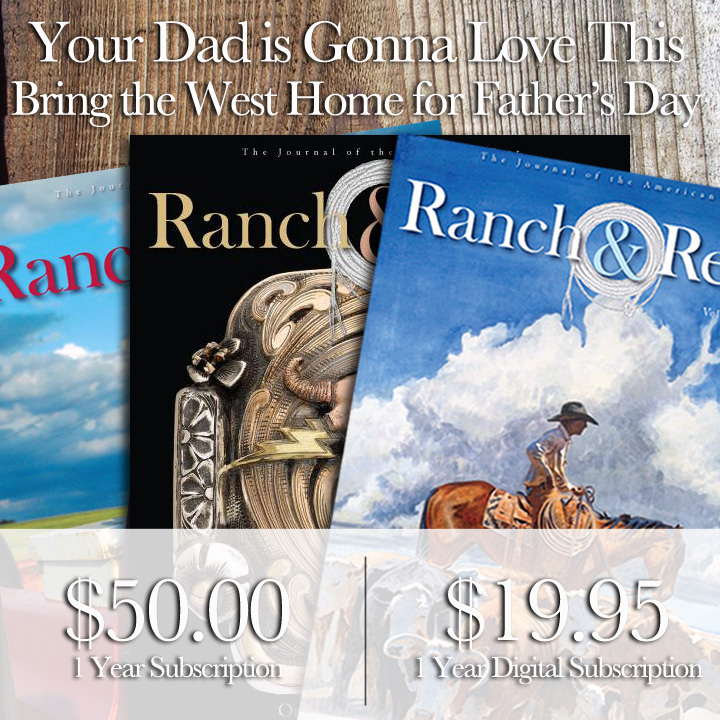 Your Dad is Gonna Love This
Bring the West Home for Father's Day
The Journal of the
The Journal of the American
Ranch &
Ranch & Re
Ranc
$50.00
1 Year Subscription
$19.95
1 Year Digital Subscription